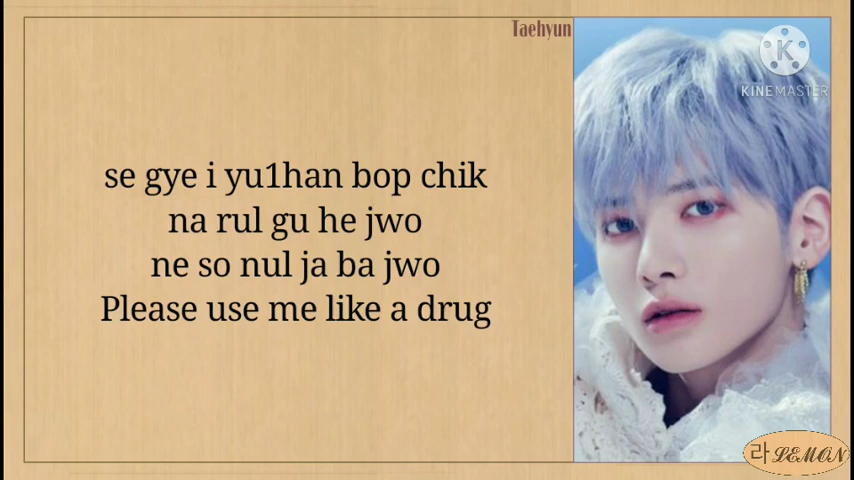 Taehyun
K
KINEMASTER
se gye i yu1han bop chik
na rul gu he jwo
ne so nul ja ba jwo
Please use me like a drug
라 LEMON